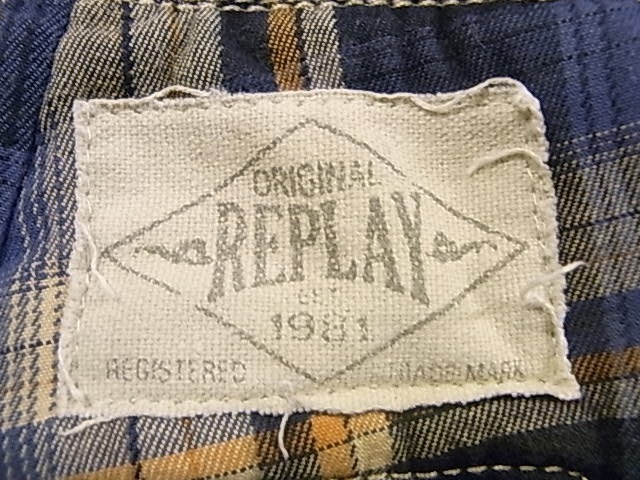 ORIGINAL
REPLAY
EST.
1981
REGISTERED TRADE MARK